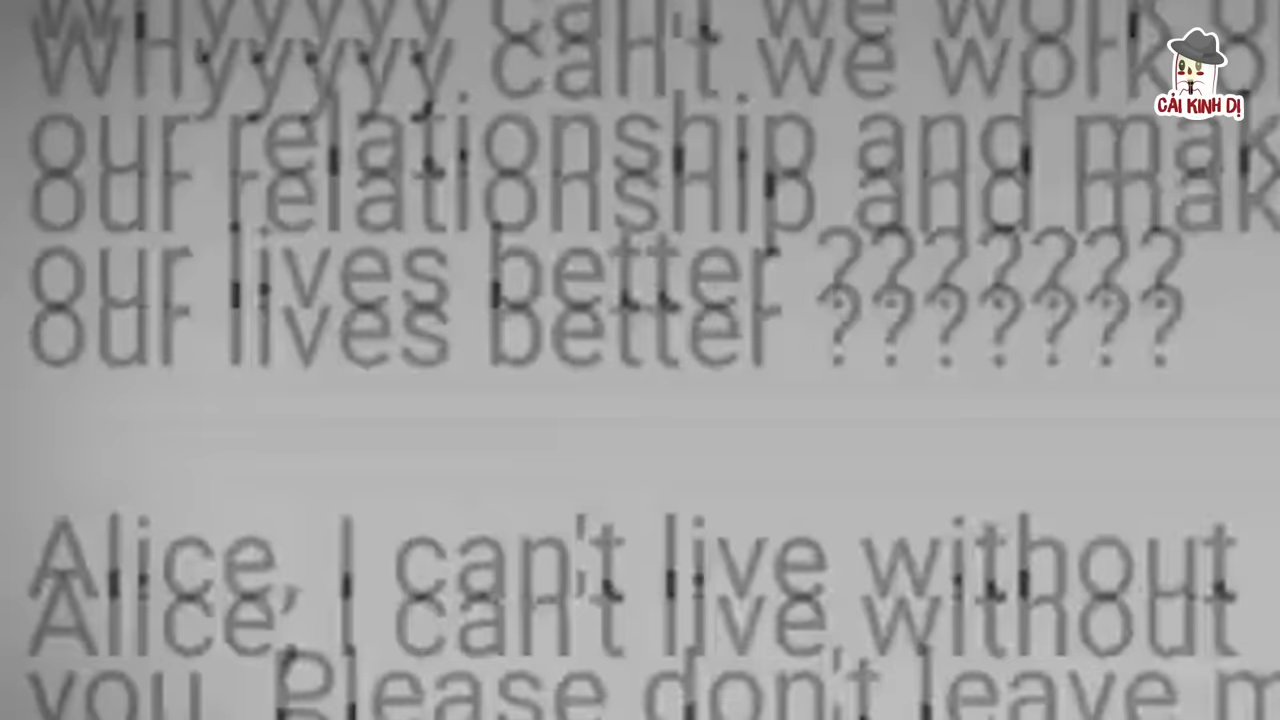 Whyyyyy can't we work o
our relationship and mak
our lives better ???????
Alice, I can't live without
you. Please don't leave m
CẢI KINH DỊ